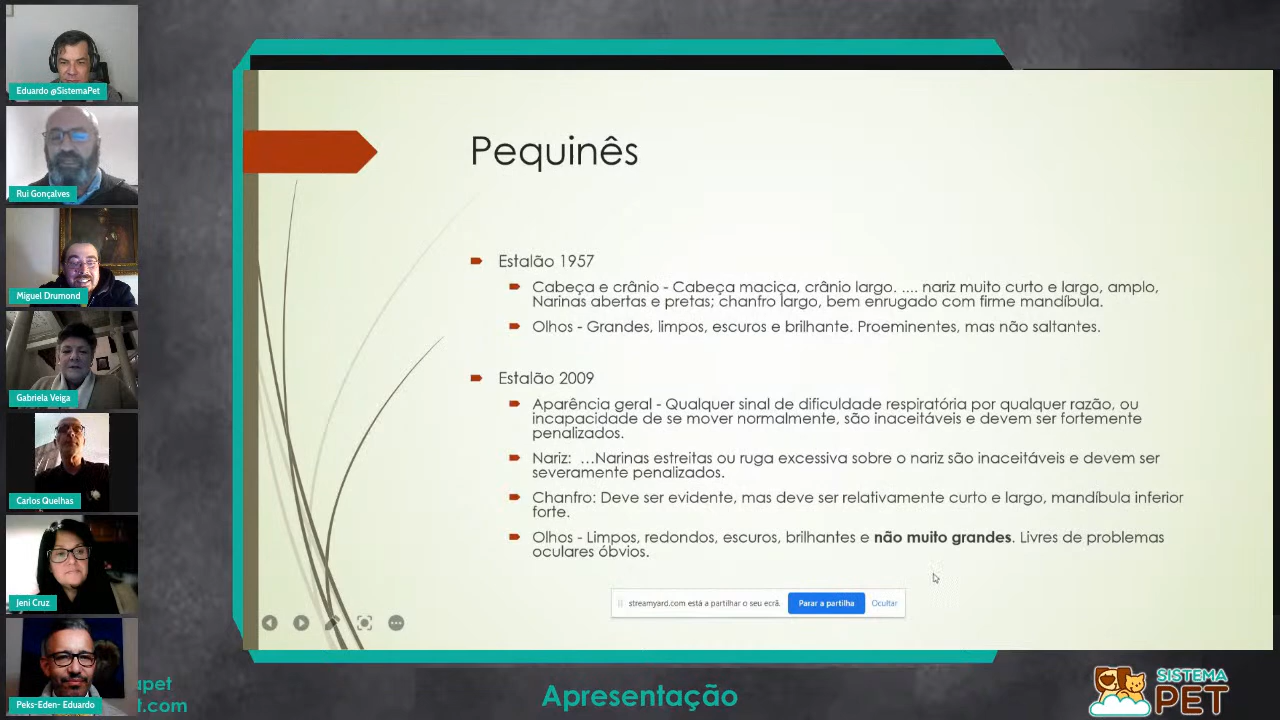 Eduardo @SistemaPet
Rui Gonçalves
Miguel Drumond
Gabriela Veiga
Carlos Quelhas
Jeni Cruz
Peks-Eden- Eduardo
Pequinês
Estalão 1957
Cabeça e crânio - Cabeça maciça, crânio largo. .... nariz muito curto e largo, amplo,
Narinas abertas e pretas; chanfro largo, bem enrugado com firme mandíbula.
Olhos - Grandes, limpos, escuros e brilhante. Proeminentes, mas não saltantes.
Estalão 2009
Aparência geral - Qualquer sinal de dificuldade respiratória por qualquer razão, ou
incapacidade de se mover normalmente, são inaceitáveis e devem ser fortemente
penalizados.
Nariz: ...Narinas estreitas ou ruga excessiva sobre o nariz são inaceitáveis e devem ser
severamente penalizados.
Chanfro: Deve ser evidente, mas deve ser relativamente curto e largo, mandíbula inferior
forte.
Olhos - Limpos, redondos, escuros, brilhantes e não muito grandes. Livres de problemas
oculares óbvios.
streamyard.com está a partilhar o seu ecrã. Parar a partilha Ocultar
apet
t.com
Apresentação
SISTEMA
PET